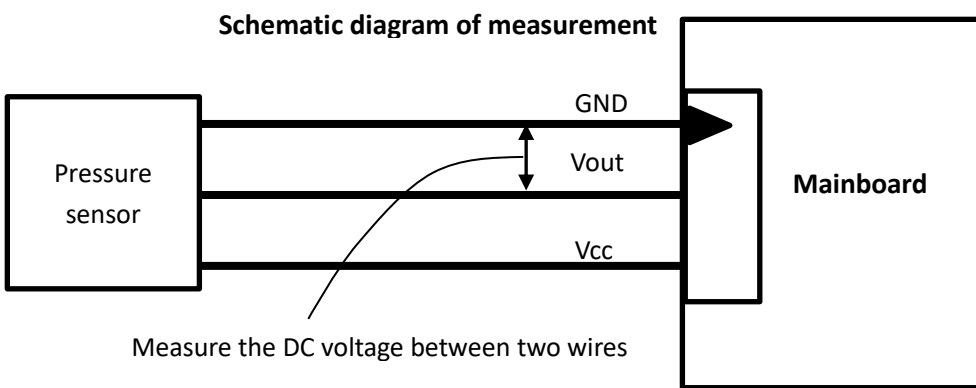 Schematic diagram of measurement
GND
Vout
Pressure
sensor
Mainboard
Vcc
Measure the DC voltage between two wires